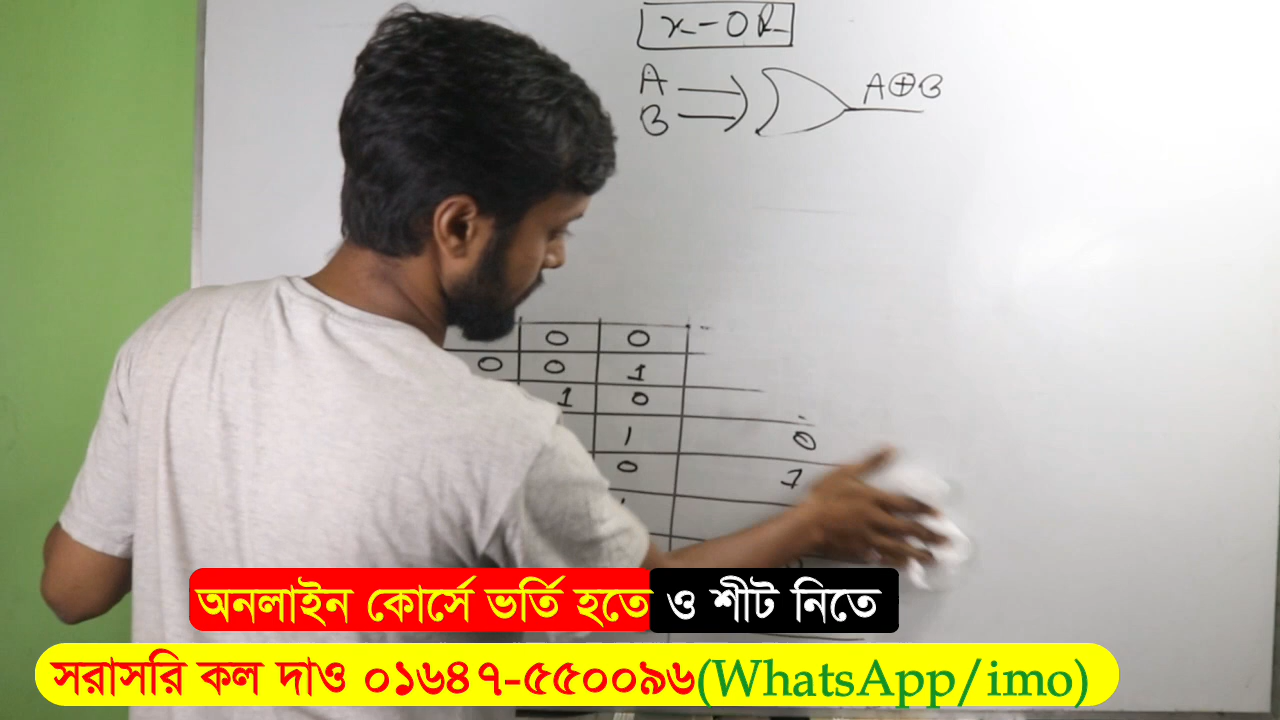 X-OR
A
A⊕B
B
0 0
0 0 1
1 0
1 0
0 1
অনলাইন কোর্সে ভর্তি হতে ও শীট নিতে
সরাসরি কল দাও ০১৬৪৭-৫৫০০৯৬(WhatsApp/imo)